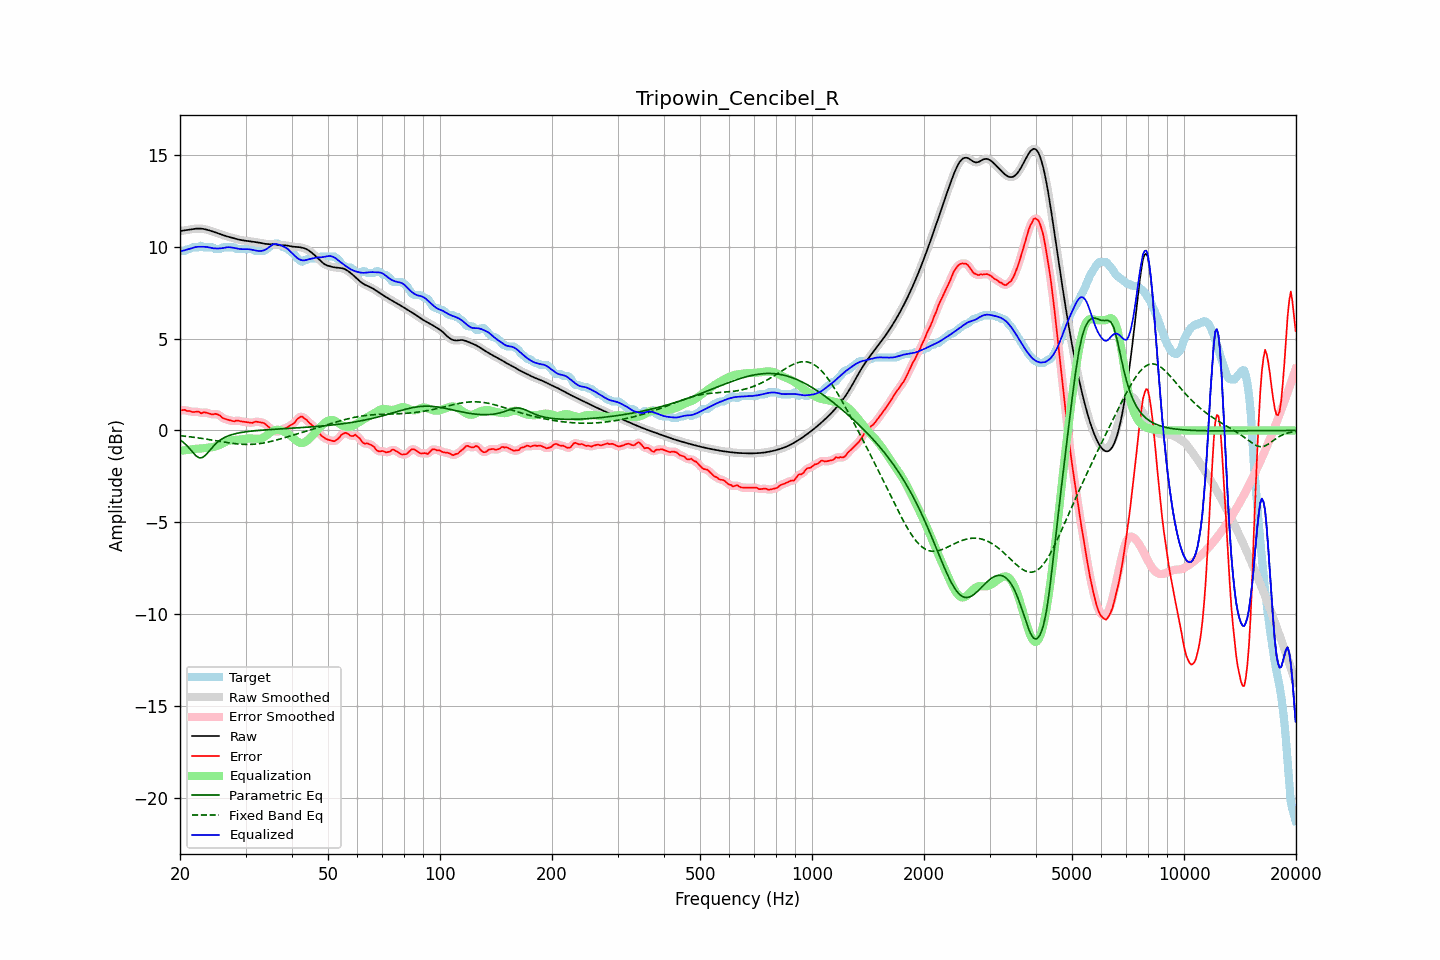 Tripowin_Cencibel_R
15
10
5
0
−5
−10
−15
−20
Amplitude (dBr)
Target
Raw Smoothed
Error Smoothed
Raw
Error
Equalization
Parametric Eq
Fixed Band Eq
Equalized
20 50 100 200 500 1000 2000 5000 10000 20000
Frequency (Hz)